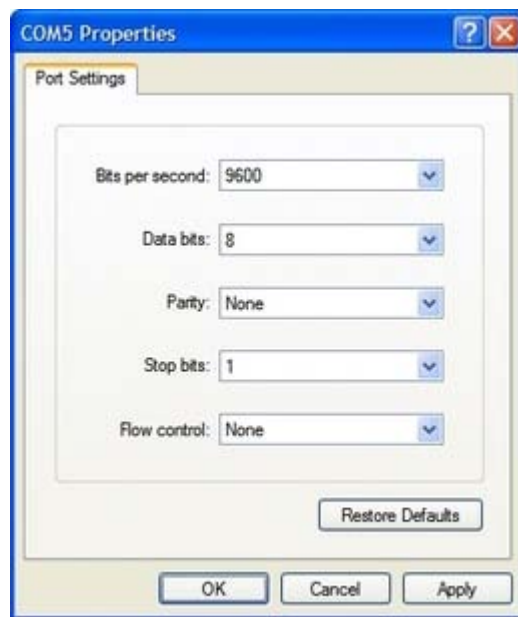 COM5 Properties
Port Settings
Bits per second: 9600
Data bits: 8
Parity: None
Stop bits: 1
Flow control: None
Restore Defaults
OK Cancel Apply